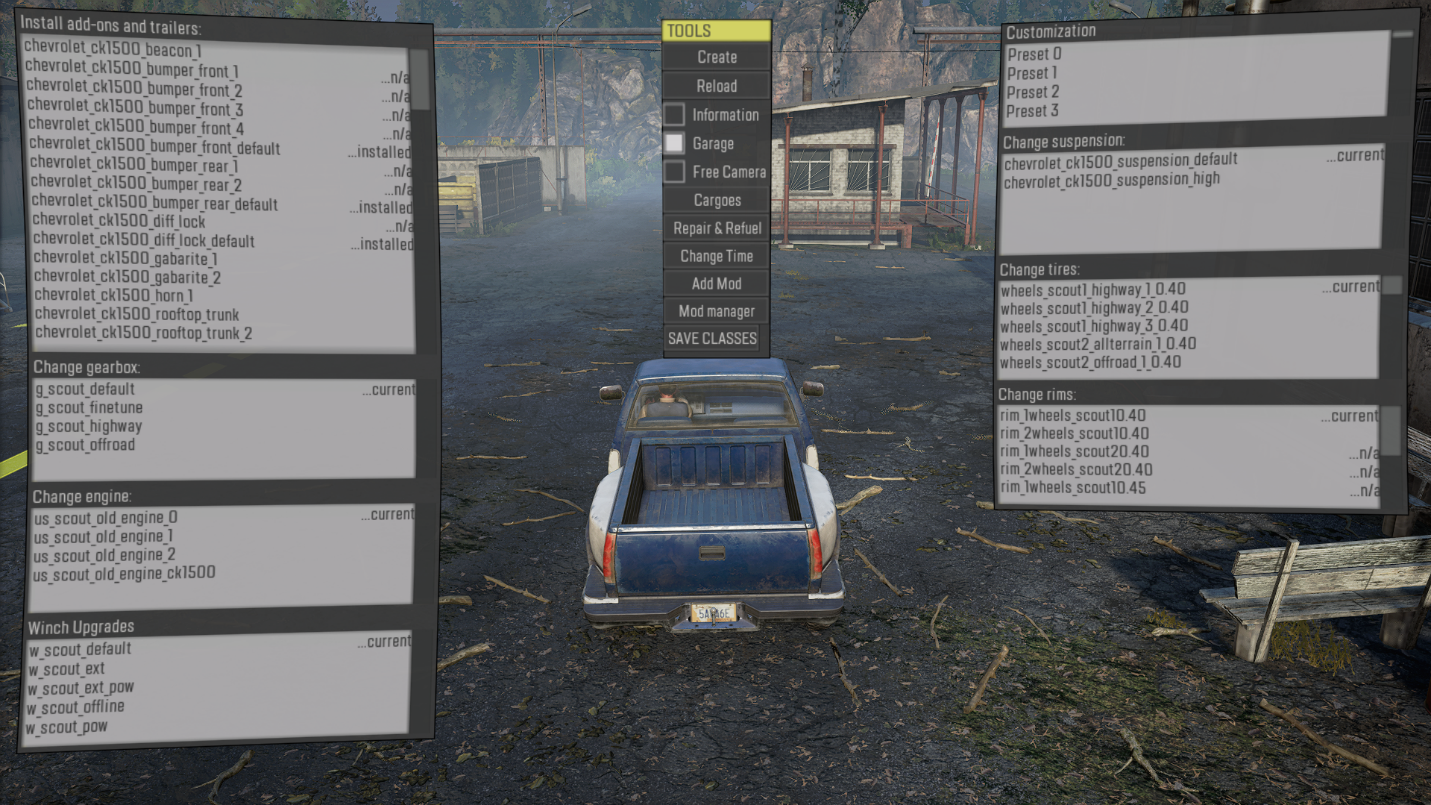 Install add-ons and trailers:
chevrolet_ck1500_beacon_1
chevrolet_ck1500_bumper_front_1 ...n/a
chevrolet_ck1500_bumper_front_2 ...n/a
chevrolet_ck1500_bumper_front_3 ...n/a
chevrolet_ck1500_bumper_front_4 ...n/a
chevrolet_ck1500_bumper_front_default ...installed
chevrolet_ck1500_bumper_rear_1 ...n/a
chevrolet_ck1500_bumper_rear_2 ...n/a
chevrolet_ck1500_bumper_rear_default ...installed
chevrolet_ck1500_diff_lock ...n/a
chevrolet_ck1500_diff_lock_default ...installed
chevrolet_ck1500_gabarite_1
chevrolet_ck1500_gabarite_2
chevrolet_ck1500_horn_1
chevrolet_ck1500_rooftop_trunk
chevrolet_ck1500_rooftop_trunk_2
Change gearbox:
g_scout_default ...current
g_scout_finetune
g_scout_highway
g_scout_offroad
Change engine:
us_scout_old_engine_0 ...current
us_scout_old_engine_1
us_scout_old_engine_2
us_scout_old_engine_ck1500
Winch Upgrades
w_scout_default ...current
w_scout_ext
w_scout_ext_pow
w_scout_offline
w_scout_pow
TOOLS
Create
Reload
Information
Garage
Free Camera
Cargoes
Repair & Refuel
Change Time
Add Mod
Mod manager
SAVE CLASSES
Customization
Preset 0
Preset 1
Preset 2
Preset 3
Change suspension:
chevrolet_ck1500_suspension_default ...current
chevrolet_ck1500_suspension_high
Change tires:
wheels_scout1_highway_1_0.40 ...current
wheels_scout1_highway_2_0.40
wheels_scout1_highway_3_0.40
wheels_scout2_allterrain_1_0.40
wheels_scout2_offroad_1_0.40
Change rims:
rim_1wheels_scout10.40 ...current
rim_2wheels_scout10.40
rim_1wheels_scout20.40 ...n/a
rim_2wheels_scout20.40 ...n/a
rim_1wheels_scout10.45 ...n/a